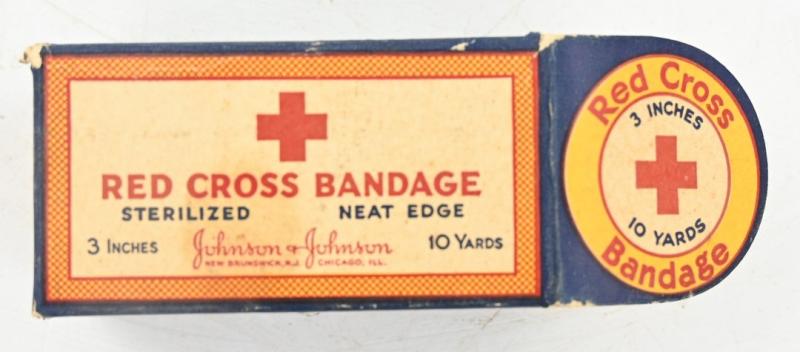 RED CROSS BANDAGE
STERILIZED NEAT EDGE
3 INCHES Johnson & Johnson 10 YARDS
NEW BRUNSWICK, N.J. CHICAGO, ILL.
Red Cross
3 INCHES
10 YARDS
Bandage